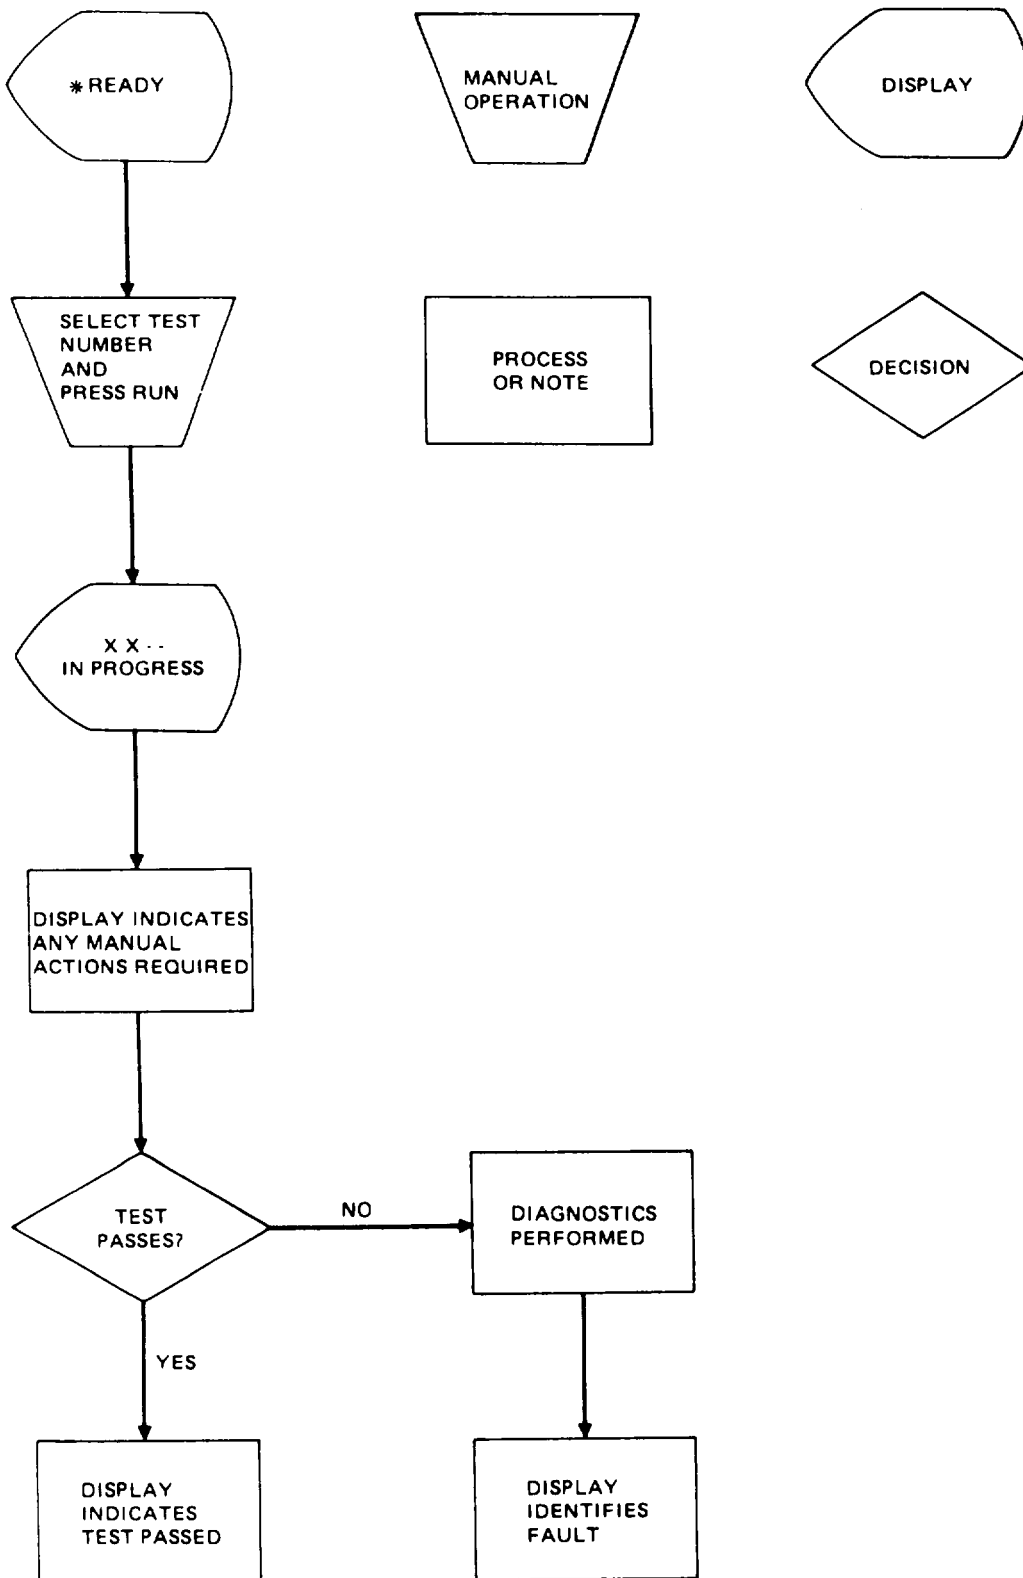 *READY
MANUAL
OPERATION
DISPLAY
SELECT TEST
NUMBER
AND
PRESS RUN
PROCESS
OR NOTE
DECISION
X X--
IN PROGRESS
DISPLAY INDICATES
ANY MANUAL
ACTIONS REQUIRED
TEST
PASSES?
NO
DIAGNOSTICS
PERFORMED
YES
DISPLAY
INDICATES
TEST PASSED
DISPLAY
IDENTIFIES
FAULT